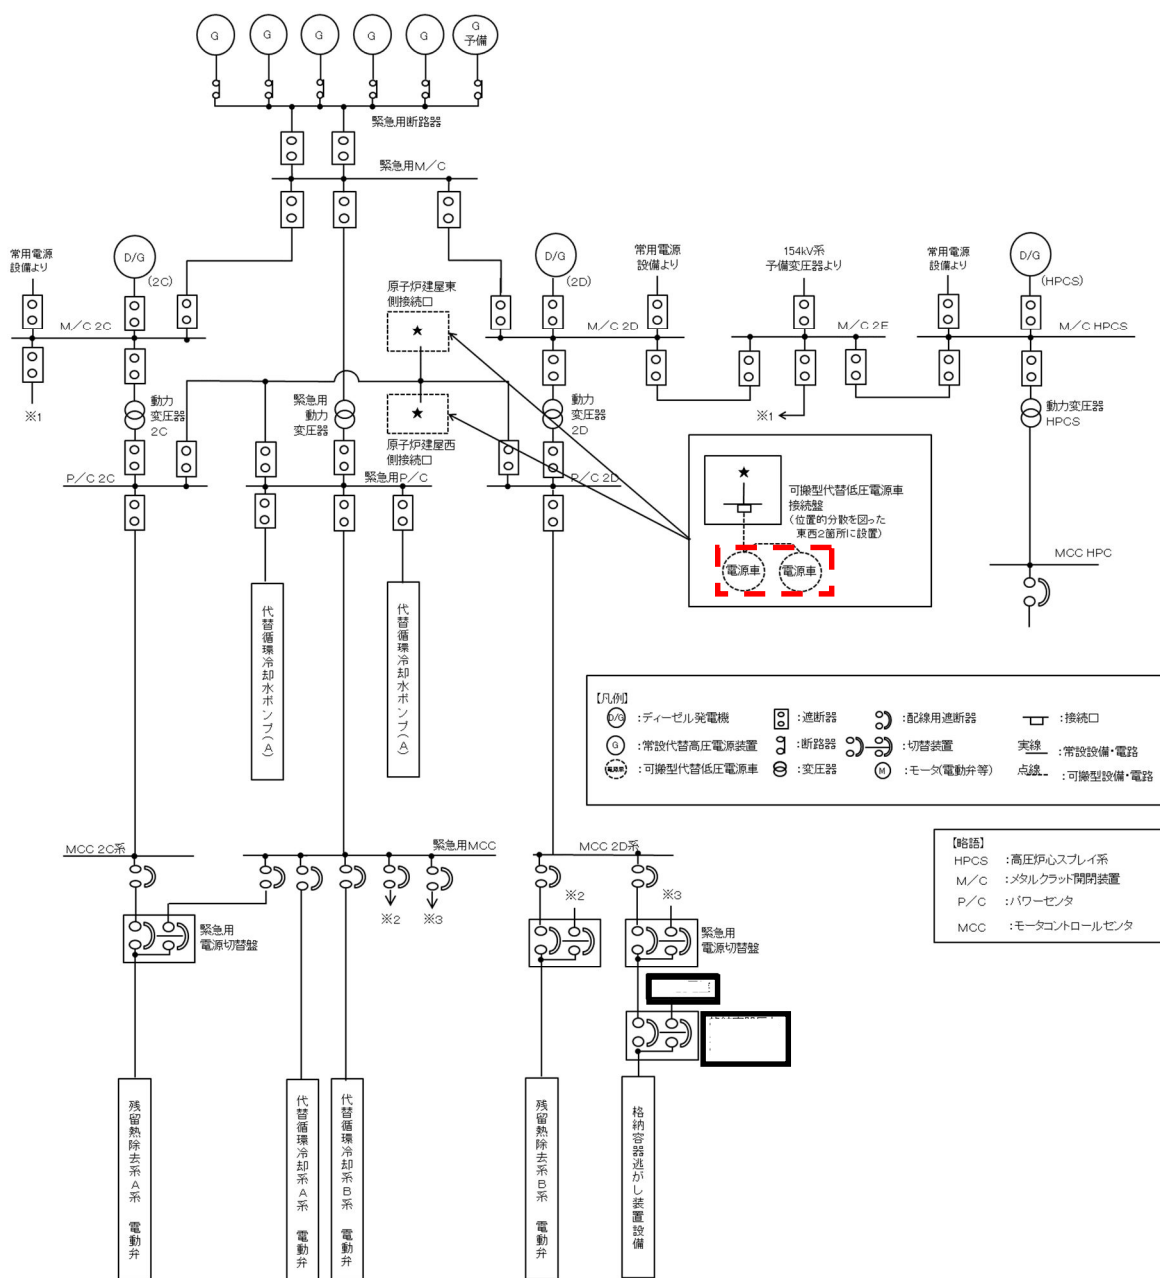 G
G
G
G
G
G
予備
緊急用断路器
緊急用M/C
常用電源
設備より
D/G
(2C)
D/G
(2D)
常用電源
設備より
154kV系
予備変圧器より
常用電源
設備より
D/G
(HPCS)
原子炉建屋東
側接続口
★
M/C 2C
M/C 2D
M/C 2E
M/C HPCS
※1
動力
変圧器
2C
緊急用
動力
変圧器
★
原子炉建屋西
側接続口
動力
変圧器
2D
※1
動力変圧器
HPCS
P/C 2C
緊急用P/C
P/C 2D
★
可搬型代替低圧電源車
接続盤
(位置的分散を図った
東西2箇所に設置)
電源車
電源車
MCC HPC
代替循環冷却水ポンプ(A)
代替循環冷却水ポンプ(A)
【凡例】
D/G :ディーゼル発電機
:遮断器
:配線用遮断器
:接続口
G :常設代替高圧電源装置
:断路器
:切替装置
実線 :常設設備・電路
電源車 :可搬型代替低圧電源車
:変圧器
M :モータ(電動弁等)
点線 :可搬型設備・電路
【略語】
HPCS :高圧炉心スプレイ系
M/C :メタルクラッド開閉装置
P/C :パワーセンタ
MCC :モータコントロールセンタ
MCC 2C系
緊急用MCC
MCC 2D系
※2
※3
※2
※3
緊急用
電源切替盤
緊急用
電源切替盤
残留熱除去系A系 電動弁
代替循環冷却系A系 電動弁
代替循環冷却系B系 電動弁
残留熱除去系B系 電動弁
格納容器逃がし装置設備